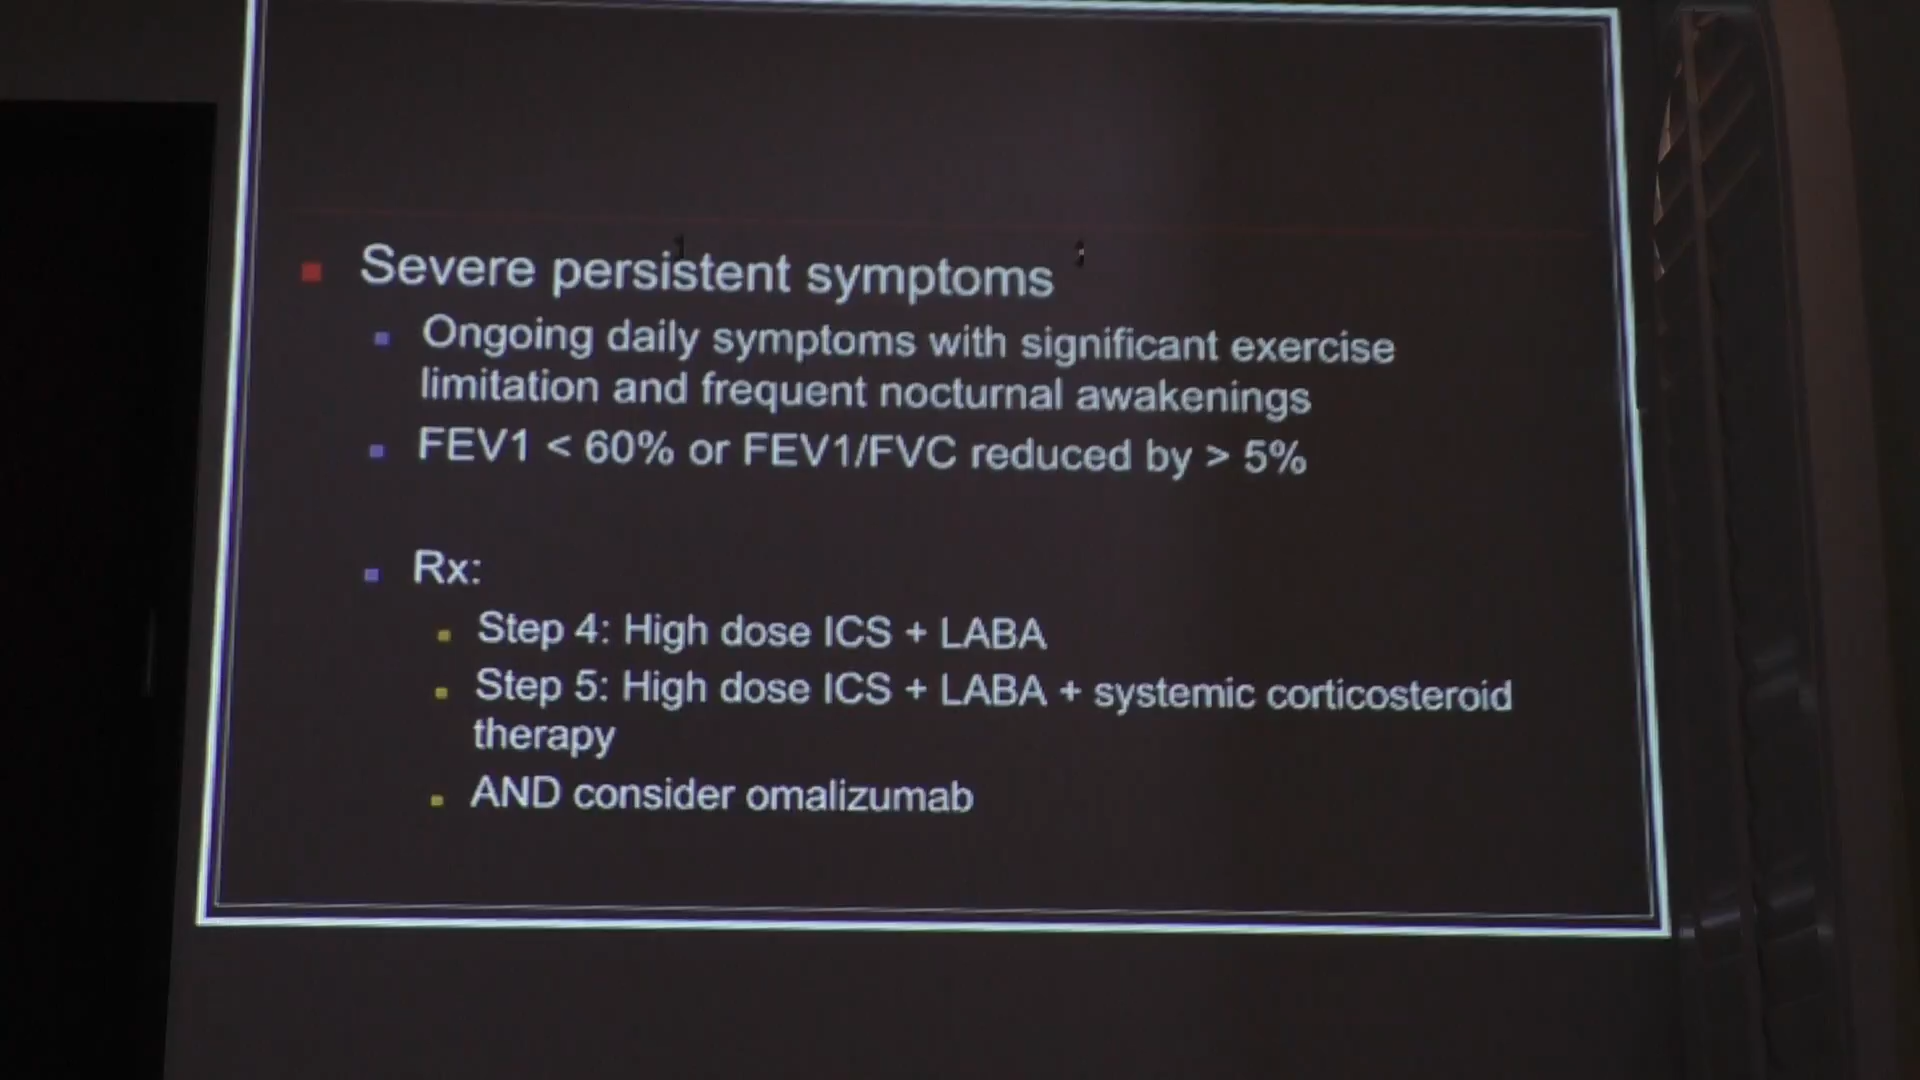 Severe persistent symptoms
Ongoing daily symptoms with significant exercise
limitation and frequent nocturnal awakenings
FEV1 < 60% or FEV1/FVC reduced by > 5%
Rx:
Step 4: High dose ICS + LABA
Step 5: High dose ICS + LABA + systemic corticosteroid
therapy
AND consider omalizumab